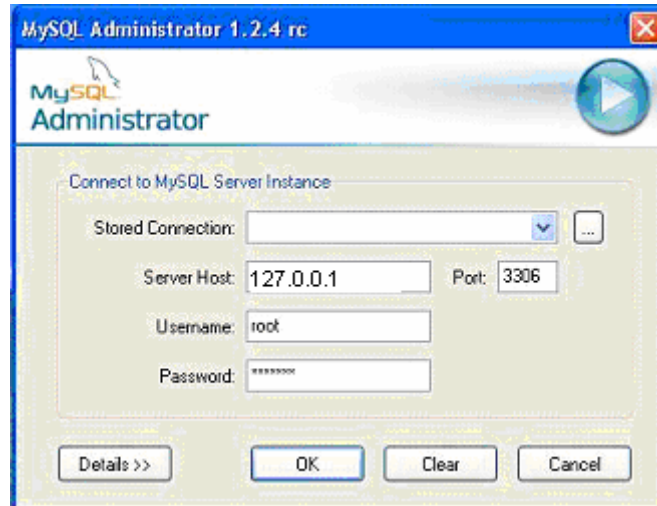 MySQL Administrator 1.2.4 rc
MySQL
Administrator
Connect to MySQL Server Instance
Stored Connection:
...
Server Host: 127.0.0.1 Port: 3306
Username: root
Password: *******
Details >> OK Clear Cancel